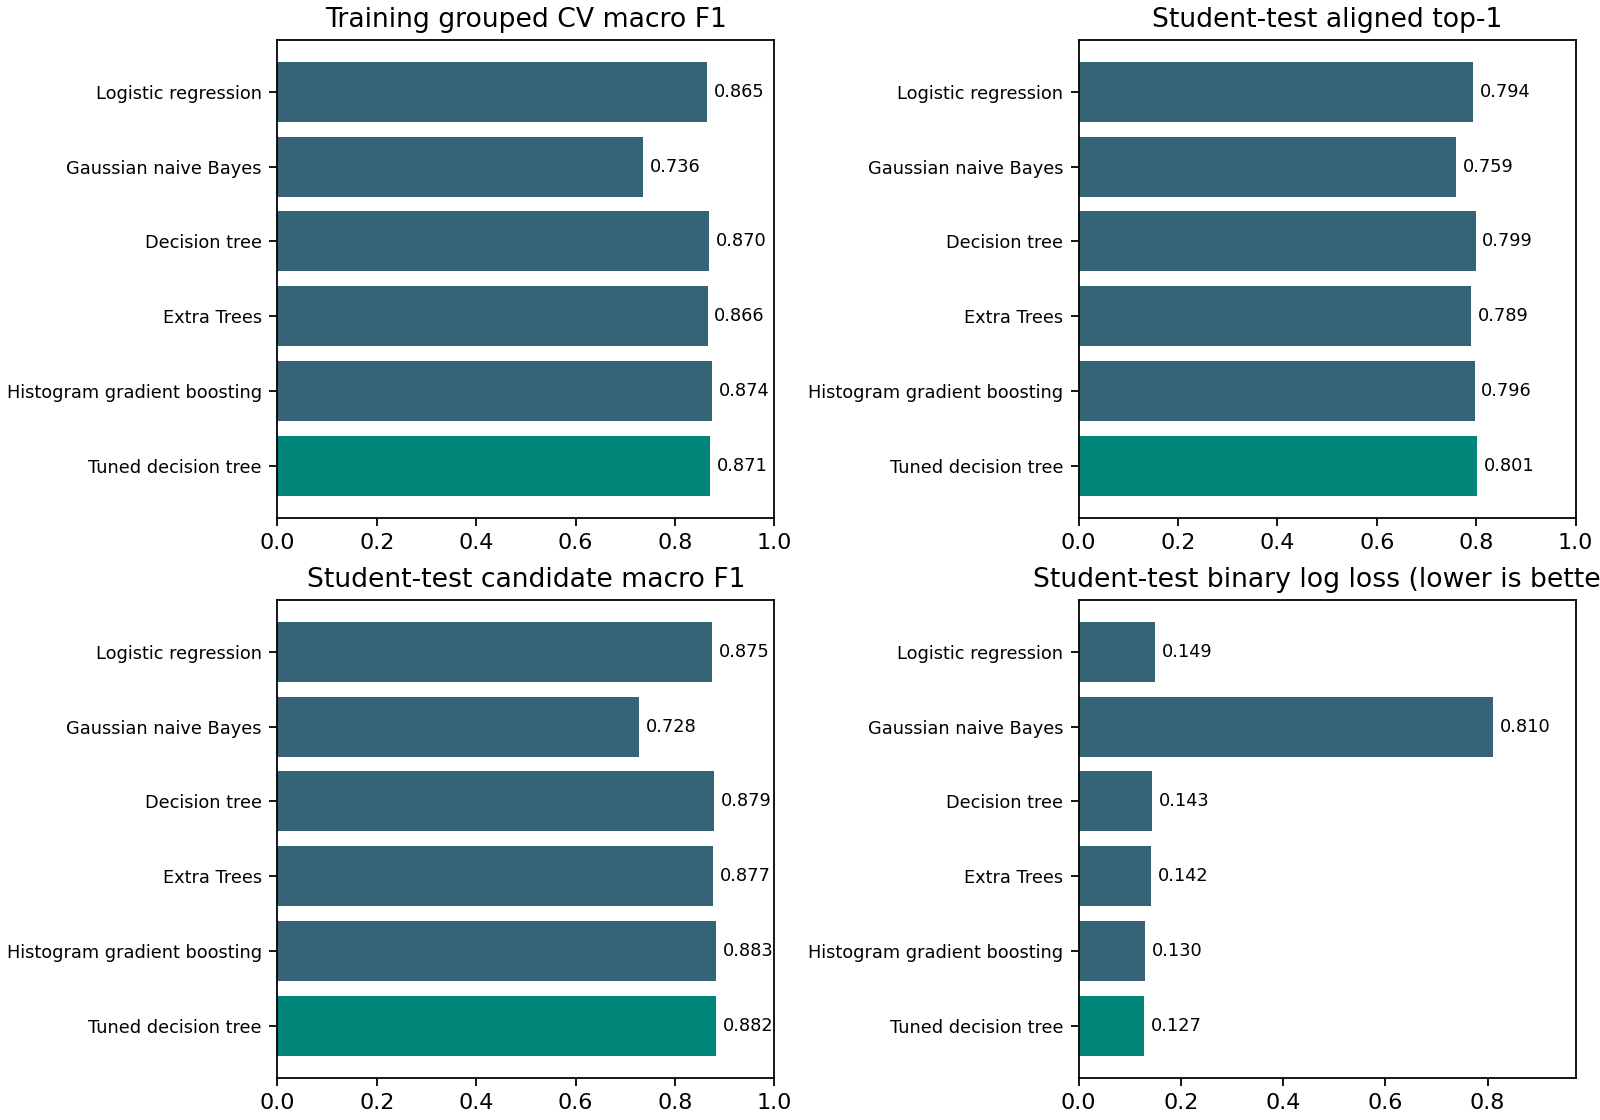 Training grouped CV macro F1
Logistic regression 0.865
Gaussian naive Bayes 0.736
Decision tree 0.870
Extra Trees 0.866
Histogram gradient boosting 0.874
Tuned decision tree 0.871
0.0 0.2 0.4 0.6 0.8 1.0
Student-test aligned top-1
Logistic regression 0.794
Gaussian naive Bayes 0.759
Decision tree 0.799
Extra Trees 0.789
Histogram gradient boosting 0.796
Tuned decision tree 0.801
0.0 0.2 0.4 0.6 0.8 1.0
Student-test candidate macro F1
Logistic regression 0.875
Gaussian naive Bayes 0.728
Decision tree 0.879
Extra Trees 0.877
Histogram gradient boosting 0.883
Tuned decision tree 0.882
0.0 0.2 0.4 0.6 0.8 1.0
Student-test binary log loss (lower is bette
Logistic regression 0.149
Gaussian naive Bayes 0.810
Decision tree 0.143
Extra Trees 0.142
Histogram gradient boosting 0.130
Tuned decision tree 0.127
0.0 0.2 0.4 0.6 0.8